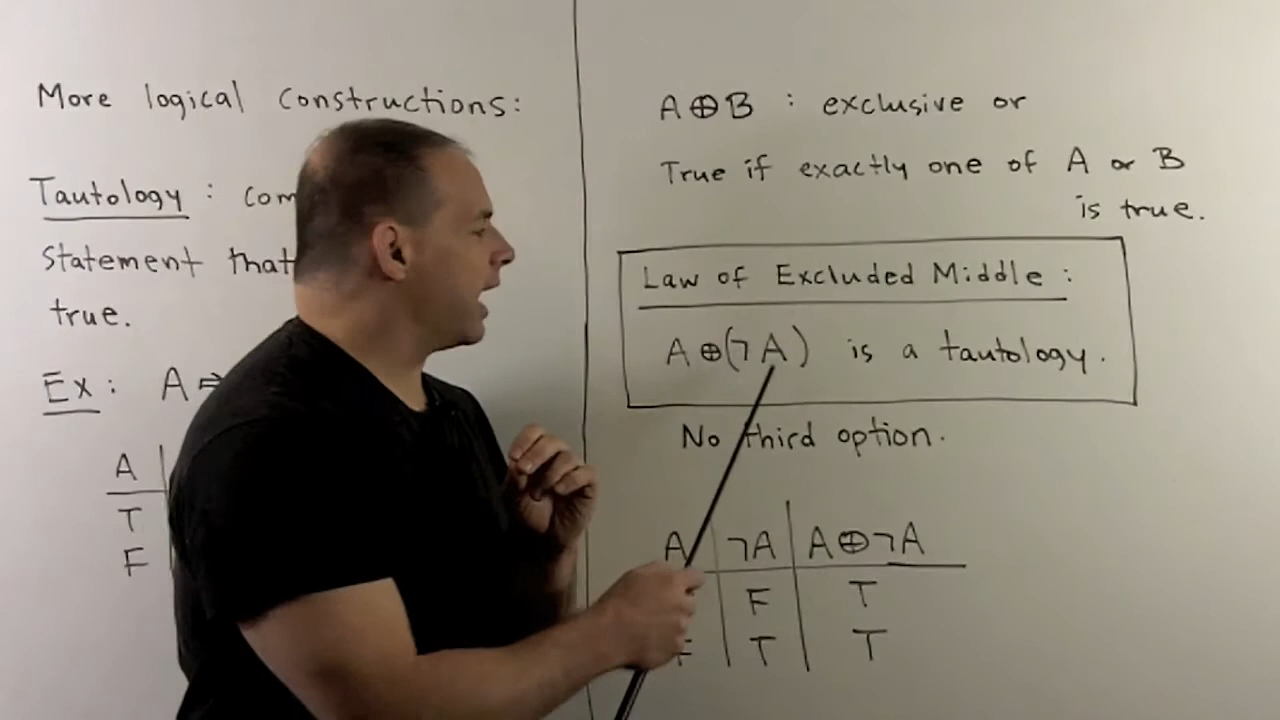 More logical constructions:
Tautology : com
statement that
true.
Ex: A ⇒
A
T
F
A ⊕ B : exclusive or
True if exactly one of A or B
is true.
Law of Excluded Middle :
A ⊕ (¬A) is a tautology.
No third option.
A ¬A A⊕¬A
F T
F T T